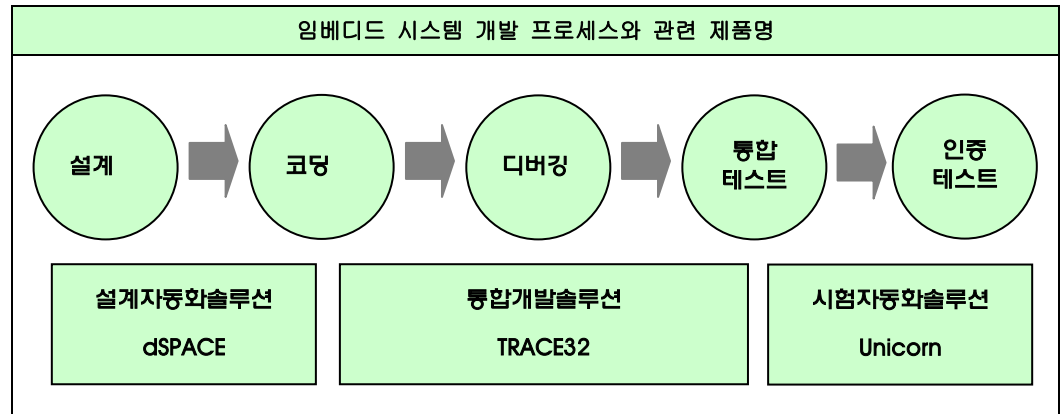 임베디드 시스템 개발 프로세스와 관련 제품명
설계
코딩
디버깅
통합
테스트
인증
테스트
설계자동화솔루션
dSPACE
통합개발솔루션
TRACE32
시험자동화솔루션
Unicorn